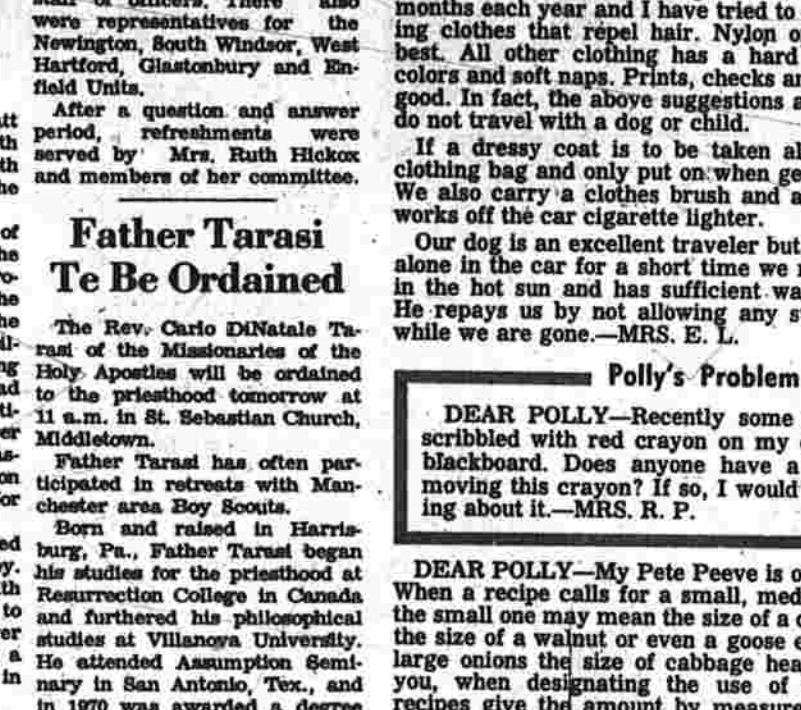 were representatives for the
Newington, South Windsor, West
Hartford, Glastonbury and En-
field Units.
After a question and answer
period, refreshments were
served by Mrs. Ruth Hickox
and members of her committee.
Father Tarasi
Te Be Ordained
The Rev. Carlo DiNatale Ta-
rasi of the Missionaries of the
Holy Apostles will be ordained
to the priesthood tomorrow at
11 a.m. in St. Sebastian Church,
Middletown.
Father Tarasi has often par-
ticipated in retreats with Man-
chester area Boy Scouts.
Born and raised in Harris-
burg, Pa., Father Tarasi began
his studies for the priesthood at
Resurrection College in Canada
and furthered his philosophical
studies at Villanova University.
He attended Assumption Semi-
nary in San Antonio, Tex., and
in 1970 was awarded a degree
months each year and I have tried to
ing clothes that repel hair. Nylon
best. All other clothing has a hard
colors and soft naps. Prints, checks
good. In fact, the above suggestions
do not travel with a dog or child.
If a dressy coat is to be taken
clothing bag and only put on when
We also carry a clothes brush and
works off the car cigarette lighter.
Our dog is an excellent traveler but
alone in the car for a short time we
in the hot sun and has sufficient
He repays us by not allowing any
while we are gone.—MRS. E. L.
Polly's Problem
DEAR POLLY—Recently some
scribbled with red crayon on my
blackboard. Does anyone have a
moving this crayon? If so, I would
ing about it.—MRS. R. P.
DEAR POLLY—My Pete Peeve is
When a recipe calls for a small,
the small one may mean the size of a
the size of a walnut or even a goose
large onions the size of cabbage
you, when designating the use of
recipes give the amount by